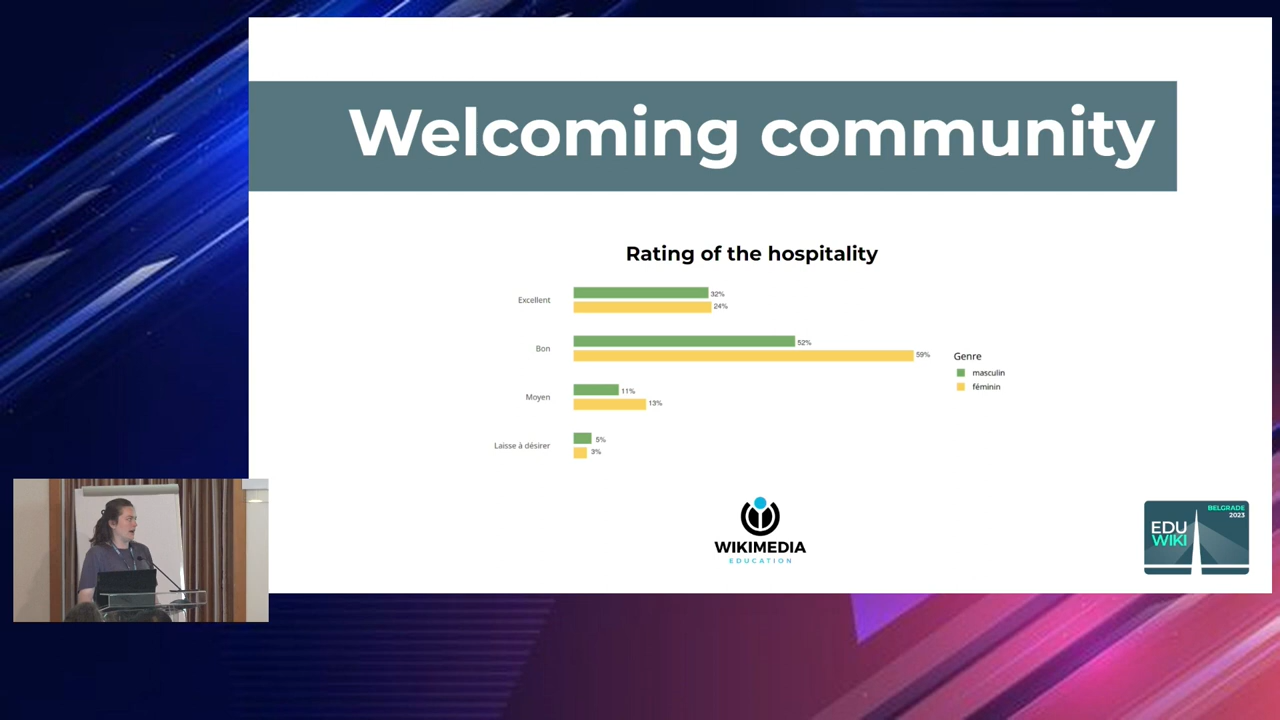 Welcoming community
Rating of the hospitality
Excellent
32%
24%
Bon
52%
59%
Moyen
11%
13%
Laisse à désirer
5%
3%
Genre
masculin
féminin
WIKIMEDIA
EDUCATION
BELGRADE
2023
EDU
WIKI